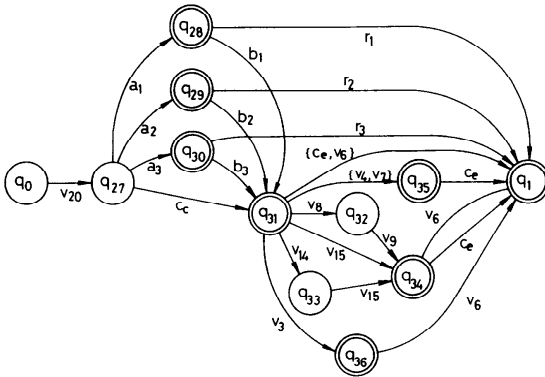 q28
r1
b1
a1
q29
r2
b2
a2
q30
r3
{Ce, v6}
a3
b3
q0
v20
q27
Cc
q31
{v4, v7}
q35
Ce
q1
v8
q32
v6
v9
Ce
v14
v15
q34
q33
v15
v3
v6
q36